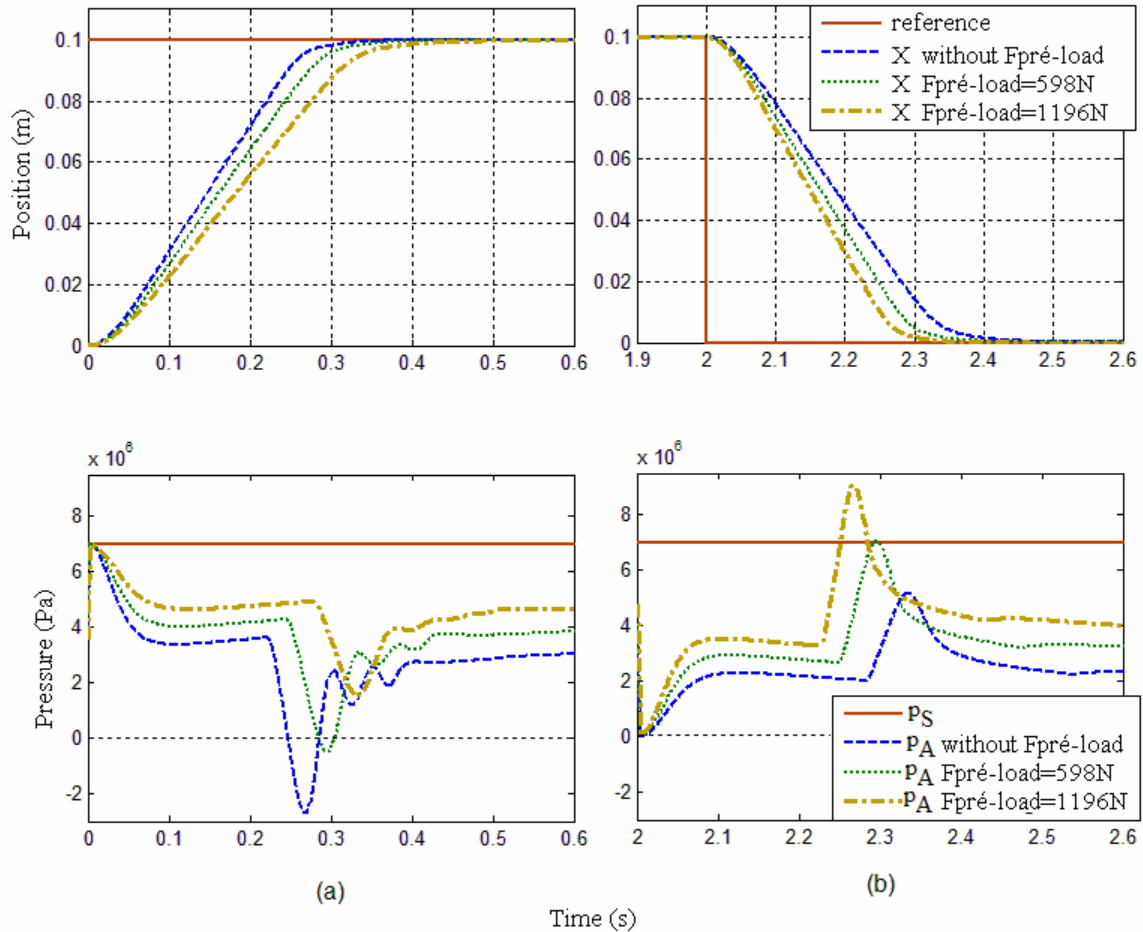 0.1
0.08
0.06
0.04
0.02
0
Position (m)
0 0.1 0.2 0.3 0.4 0.5 0.6
0.1
0.08
0.06
0.04
0.02
0
1.9 2 2.1 2.2 2.3 2.4 2.5 2.6
reference
X without Fpré-load
X Fpré-load=598N
X Fpré-load=1196N
x 10^6
8
6
4
2
0
-2
Pressure (Pa)
0 0.1 0.2 0.3 0.4 0.5 0.6
(a)
x 10^6
8
6
4
2
0
-2
2 2.1 2.2 2.3 2.4 2.5 2.6
pS
pA without Fpré-load
pA Fpré-load=598N
pA Fpré-load=1196N
(b)
Time (s)